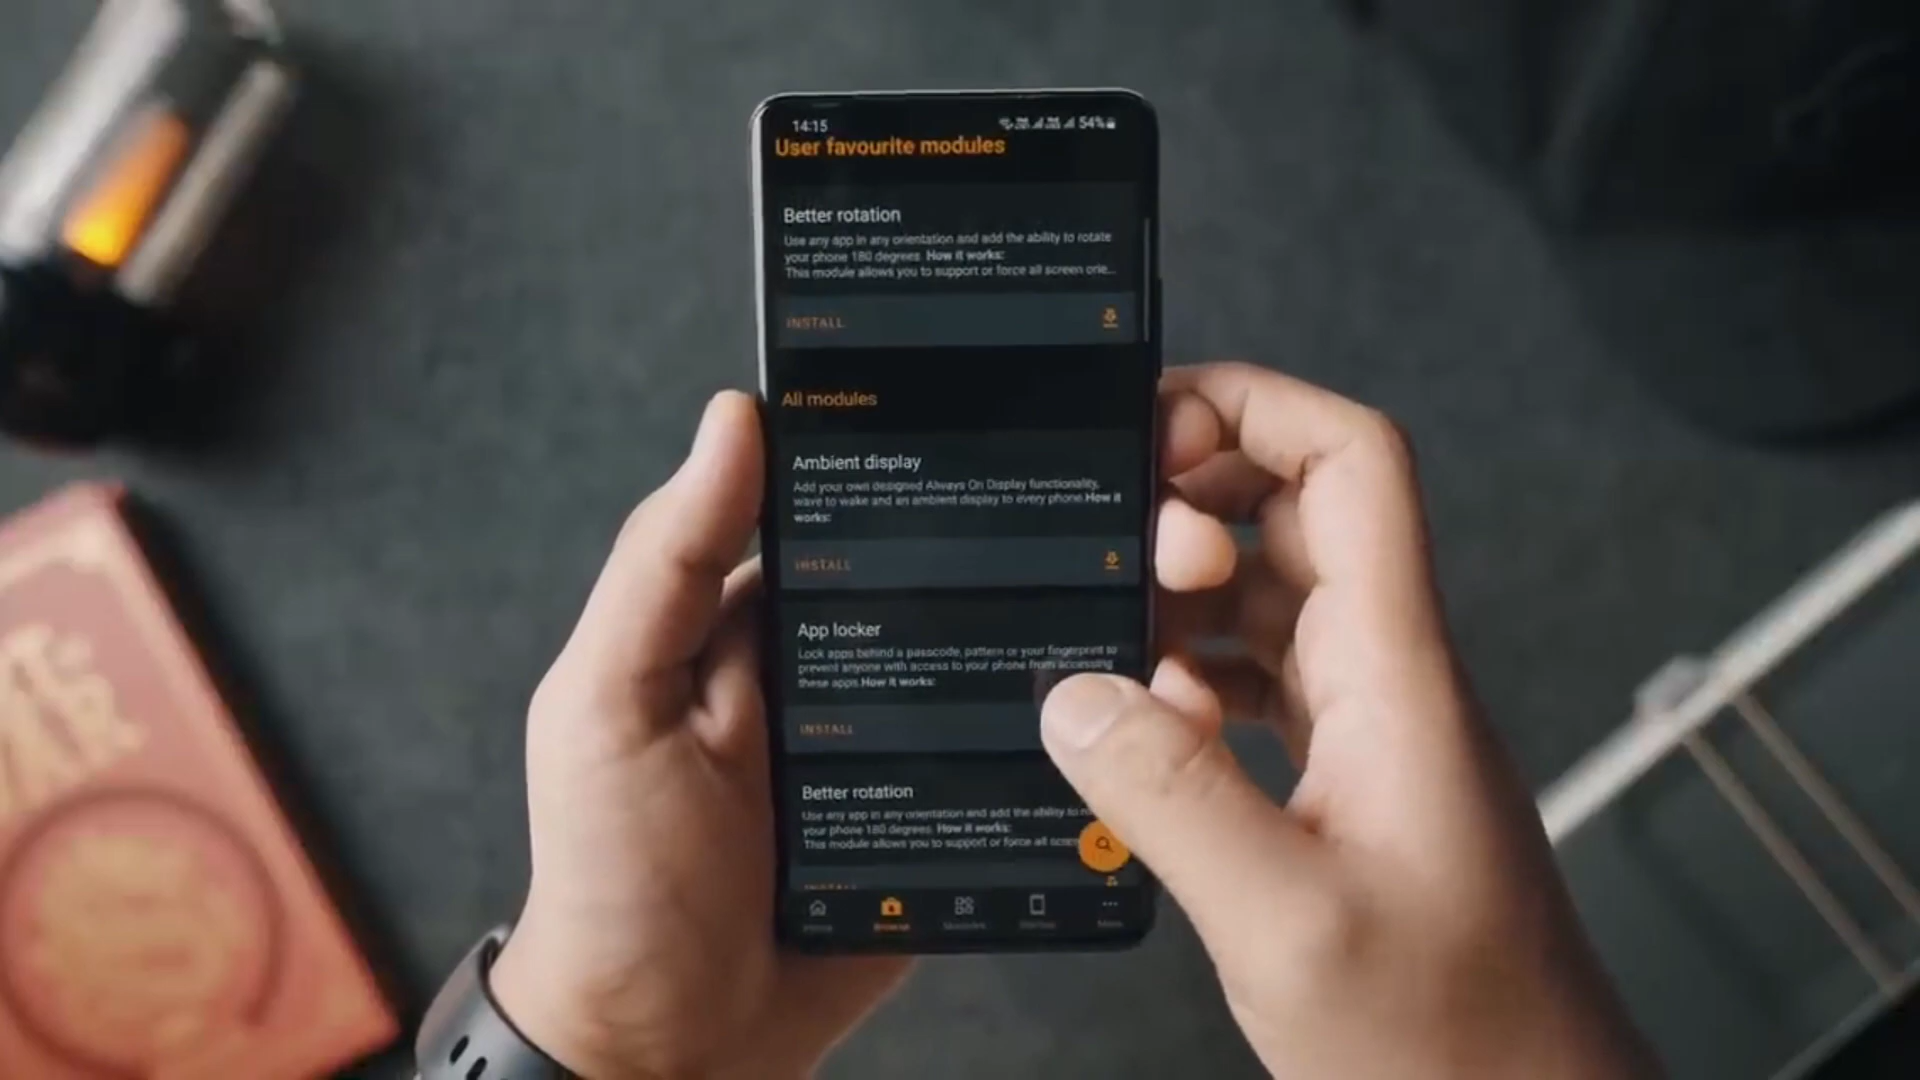 14:15
54%
User favourite modules
Better rotation
Use any app in any orientation and add the ability to rotate
your phone 180 degrees. How it works:
This module allows you to support or force all screen orie...
INSTALL
All modules
Ambient display
Add your own designed Always On Display functionality,
wave to wake and an ambient display to every phone.How it
works:
INSTALL
App locker
Lock apps behind a passcode, pattern or your fingerprint to
prevent anyone with access to your phone from accessing
these apps.How it works:
INSTALL
Better rotation
Use any app in any orientation and add the ability to
your phone 180 degrees. How it works:
This module allows you to support or force all
INSTALL
Home
Browse
Modules
More